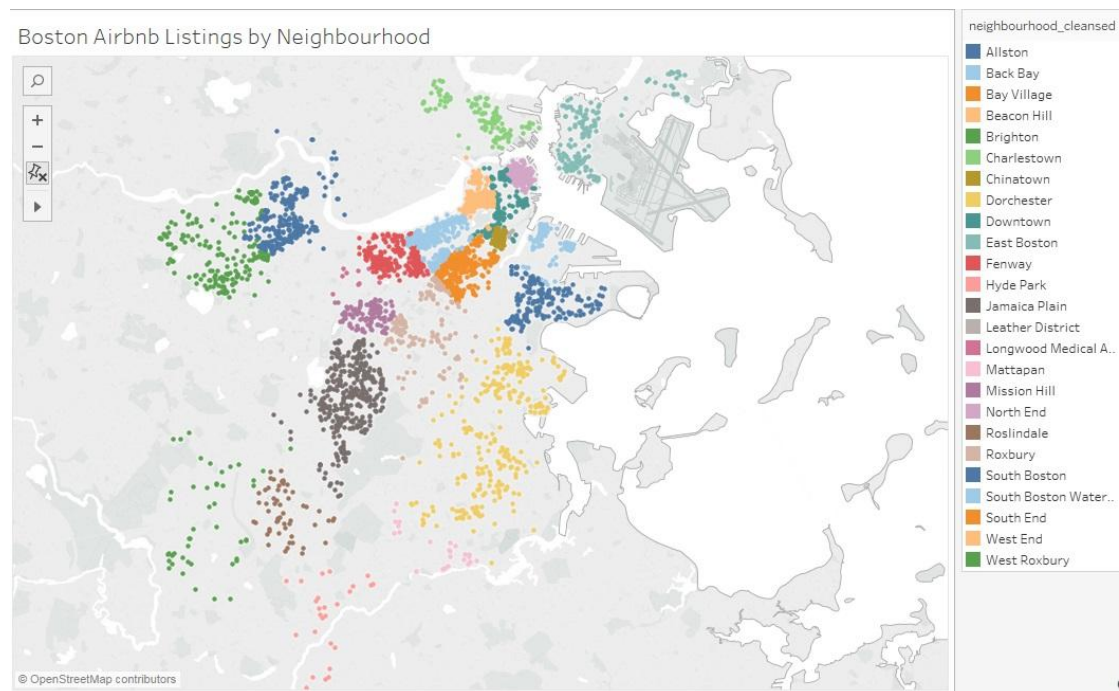 Boston Airbnb Listings by Neighbourhood
neighbourhood_cleansed
Allston
Back Bay
Bay Village
Beacon Hill
Brighton
Charlestown
Chinatown
Dorchester
Downtown
East Boston
Fenway
Hyde Park
Jamaica Plain
Leather District
Longwood Medical A..
Mattapan
Mission Hill
North End
Roslindale
Roxbury
South Boston
South Boston Water..
South End
West End
West Roxbury
© OpenStreetMap contributors